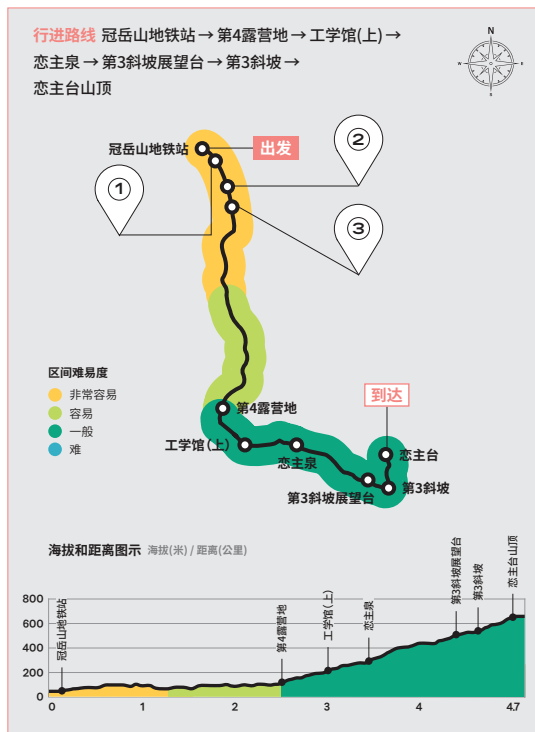 行进路线 冠岳山地铁站 → 第4露营地 → 工学馆(上) →
恋主泉 → 第3斜坡展望台 → 第3斜坡 →
恋主台山顶
N
W
E
S
冠岳山地铁站
出发
1
2
3
区间难易度
非常容易
容易
一般
难
第4露营地
到达
工学馆(上)
恋主泉
恋主台
第3斜坡展望台
第3斜坡
海拔和距离图示 海拔(米) / 距离(公里)
冠岳山地铁站
第4露营地
工学馆(上)
恋主泉
第3斜坡展望台
第3斜坡
恋主台山顶
800
600
400
200
0
0 1 2 3 4 4.7